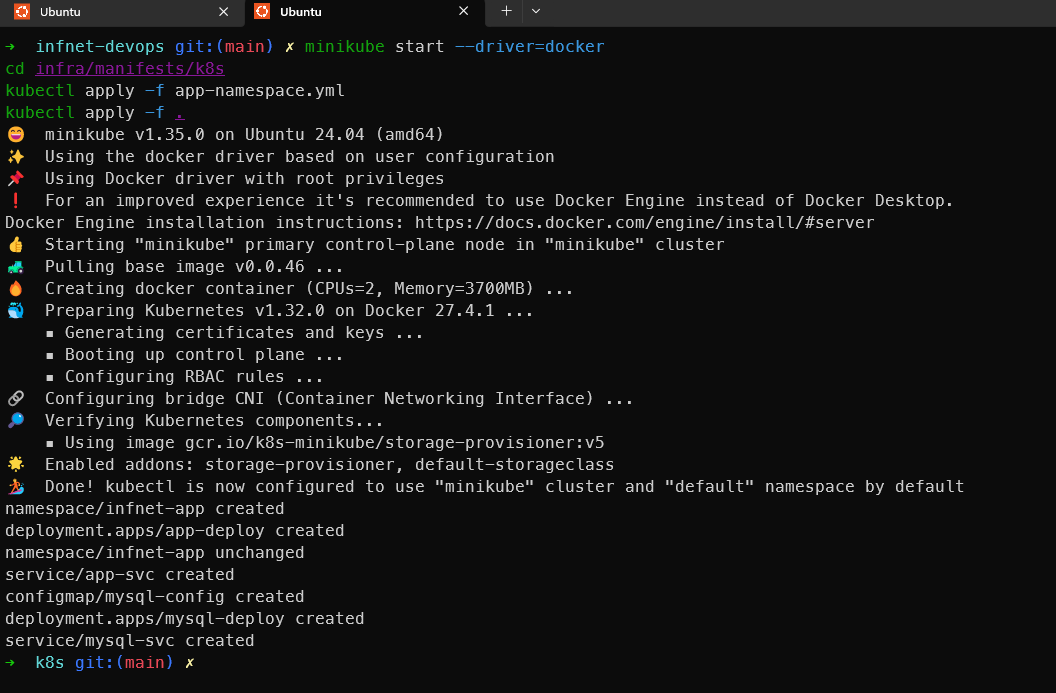 Ubuntu
Ubuntu
➜  infnet-devops git:(main) ✗ minikube start --driver=docker
cd infra/manifests/k8s
kubectl apply -f app-namespace.yml
kubectl apply -f .
😄  minikube v1.35.0 on Ubuntu 24.04 (amd64)
✨  Using the docker driver based on user configuration
📌  Using Docker driver with root privileges
❗  For an improved experience it's recommended to use Docker Engine instead of Docker Desktop.
Docker Engine installation instructions: https://docs.docker.com/engine/install/#server
👍  Starting "minikube" primary control-plane node in "minikube" cluster
🚜  Pulling base image v0.0.46 ...
🔥  Creating docker container (CPUs=2, Memory=3700MB) ...
🐳  Preparing Kubernetes v1.32.0 on Docker 27.4.1 ...
    ▪ Generating certificates and keys ...
    ▪ Booting up control plane ...
    ▪ Configuring RBAC rules ...
🔗  Configuring bridge CNI (Container Networking Interface) ...
🔎  Verifying Kubernetes components...
    ▪ Using image gcr.io/k8s-minikube/storage-provisioner:v5
🌟  Enabled addons: storage-provisioner, default-storageclass
🏄  Done! kubectl is now configured to use "minikube" cluster and "default" namespace by default
namespace/infnet-app created
deployment.apps/app-deploy created
namespace/infnet-app unchanged
service/app-svc created
configmap/mysql-config created
deployment.apps/mysql-deploy created
service/mysql-svc created
➜  k8s git:(main) ✗